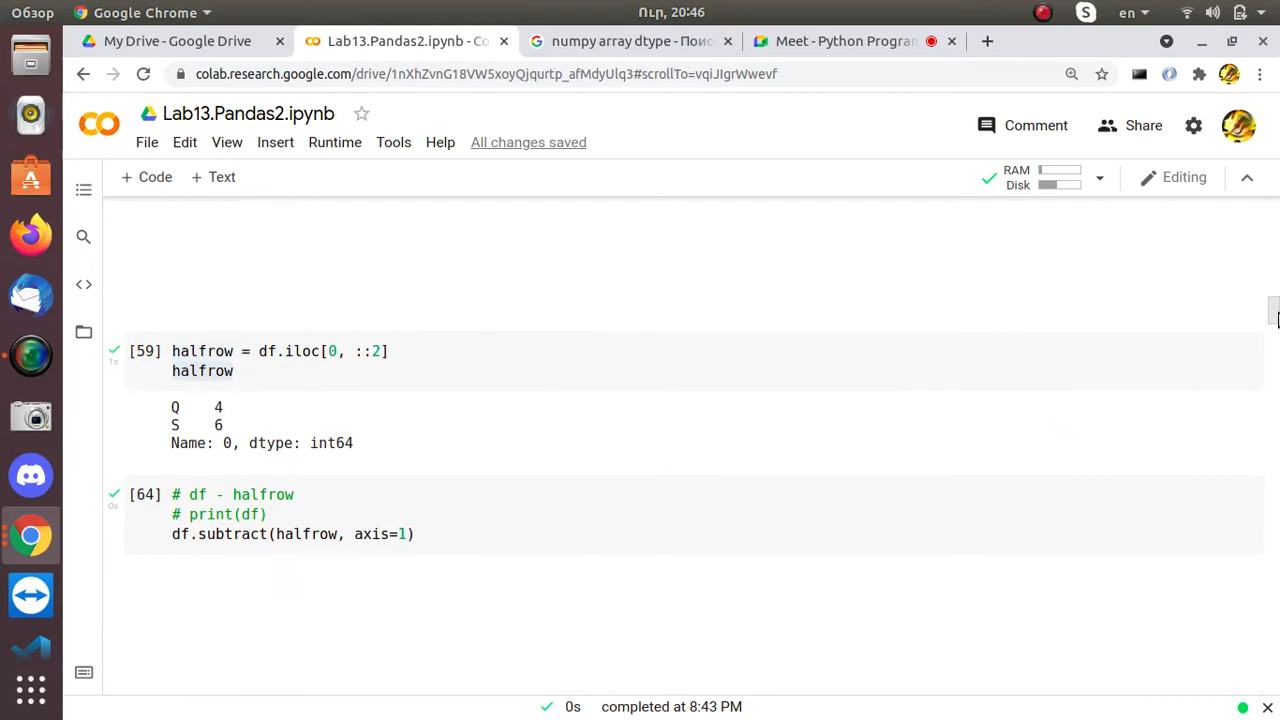 Обзор
Google Chrome
Ուր, 20:46
en
My Drive - Google Drive
Lab13.Pandas2.ipynb - Co
numpy array dtype - Поис
Meet - Python Program
colab.research.google.com/drive/1nXhZvnG18VW5xoyQjqurtp_afMdyUlq3#scrollTo=vqiJIgrWwevf
Lab13.Pandas2.ipynb
Comment
Share
File
Edit
View
Insert
Runtime
Tools
Help
All changes saved
+ Code
+ Text
RAM
Disk
Editing
[59] halfrow = df.iloc[0, ::2]
halfrow
1s
Q 4
S 6
Name: 0, dtype: int64
[64] # df - halfrow
0s
# print(df)
df.subtract(halfrow, axis=1)
0s completed at 8:43 PM